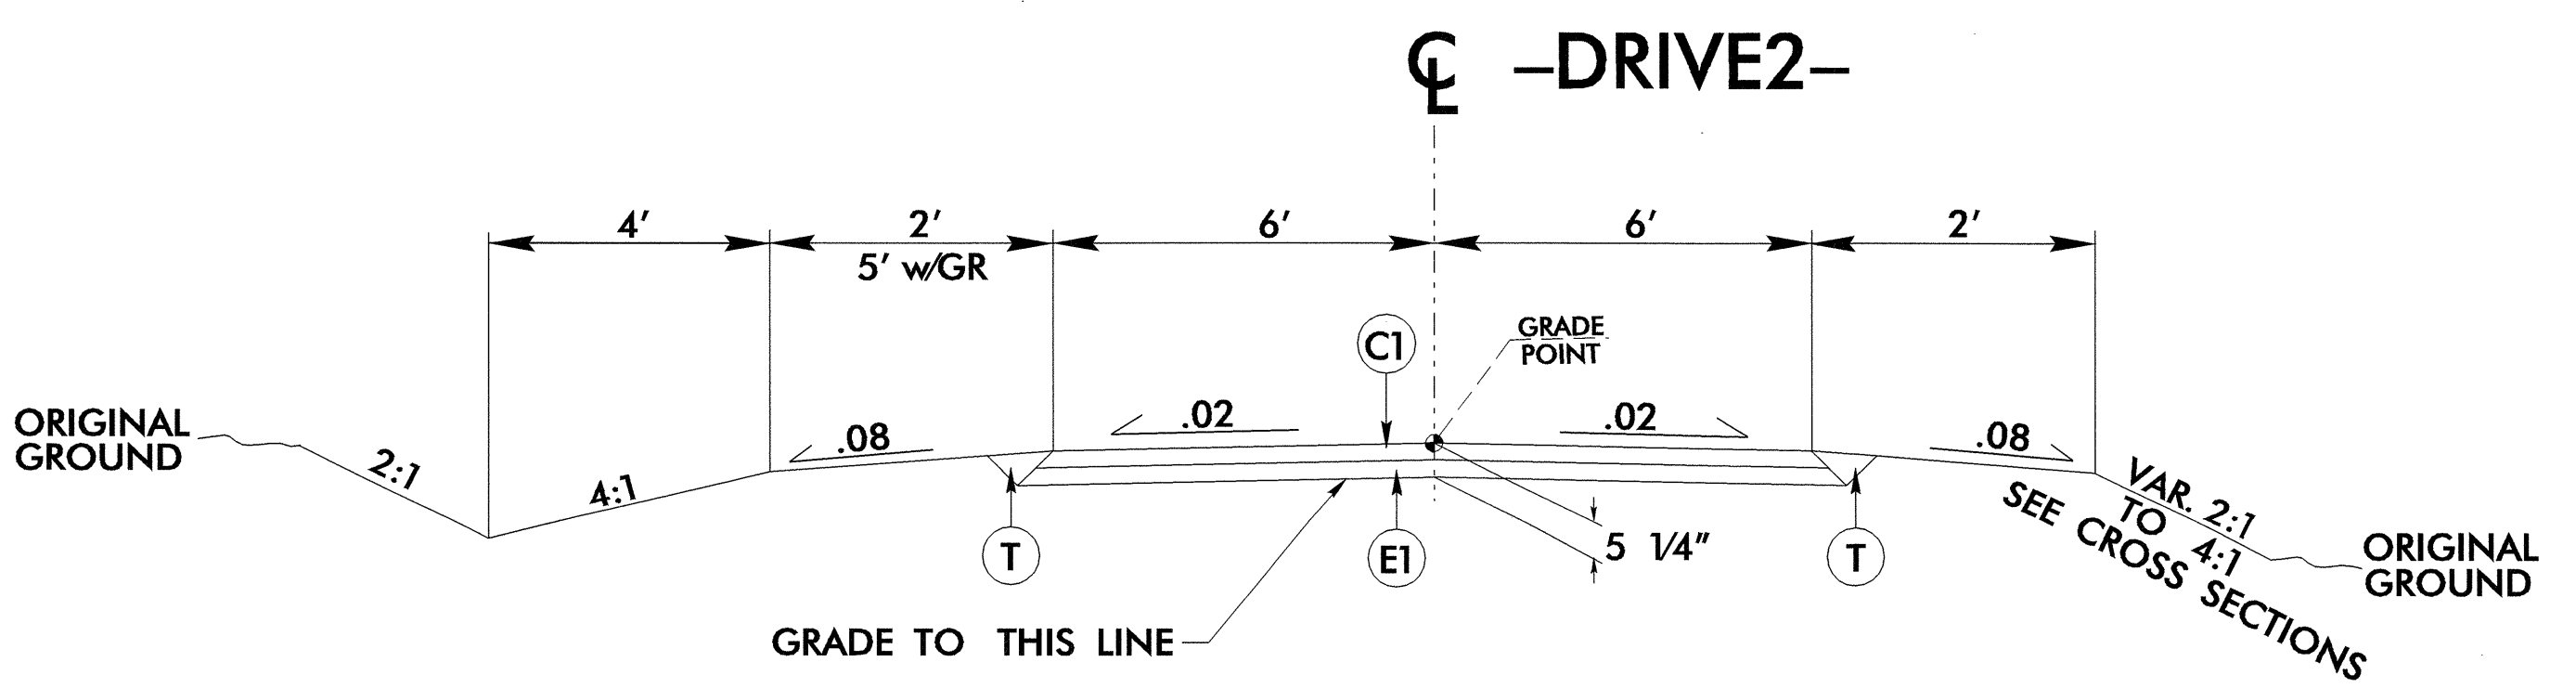 ℄ –DRIVE2–
4' 2' 6' 6' 2'
5' w/GR
GRADE
POINT
C1
ORIGINAL
GROUND
2:1
4:1
.08
.02
.02
.08
VAR. 2:1
TO 4:1
SEE CROSS SECTIONS
T
E1
5 1/4"
T
ORIGINAL
GROUND
GRADE TO THIS LINE